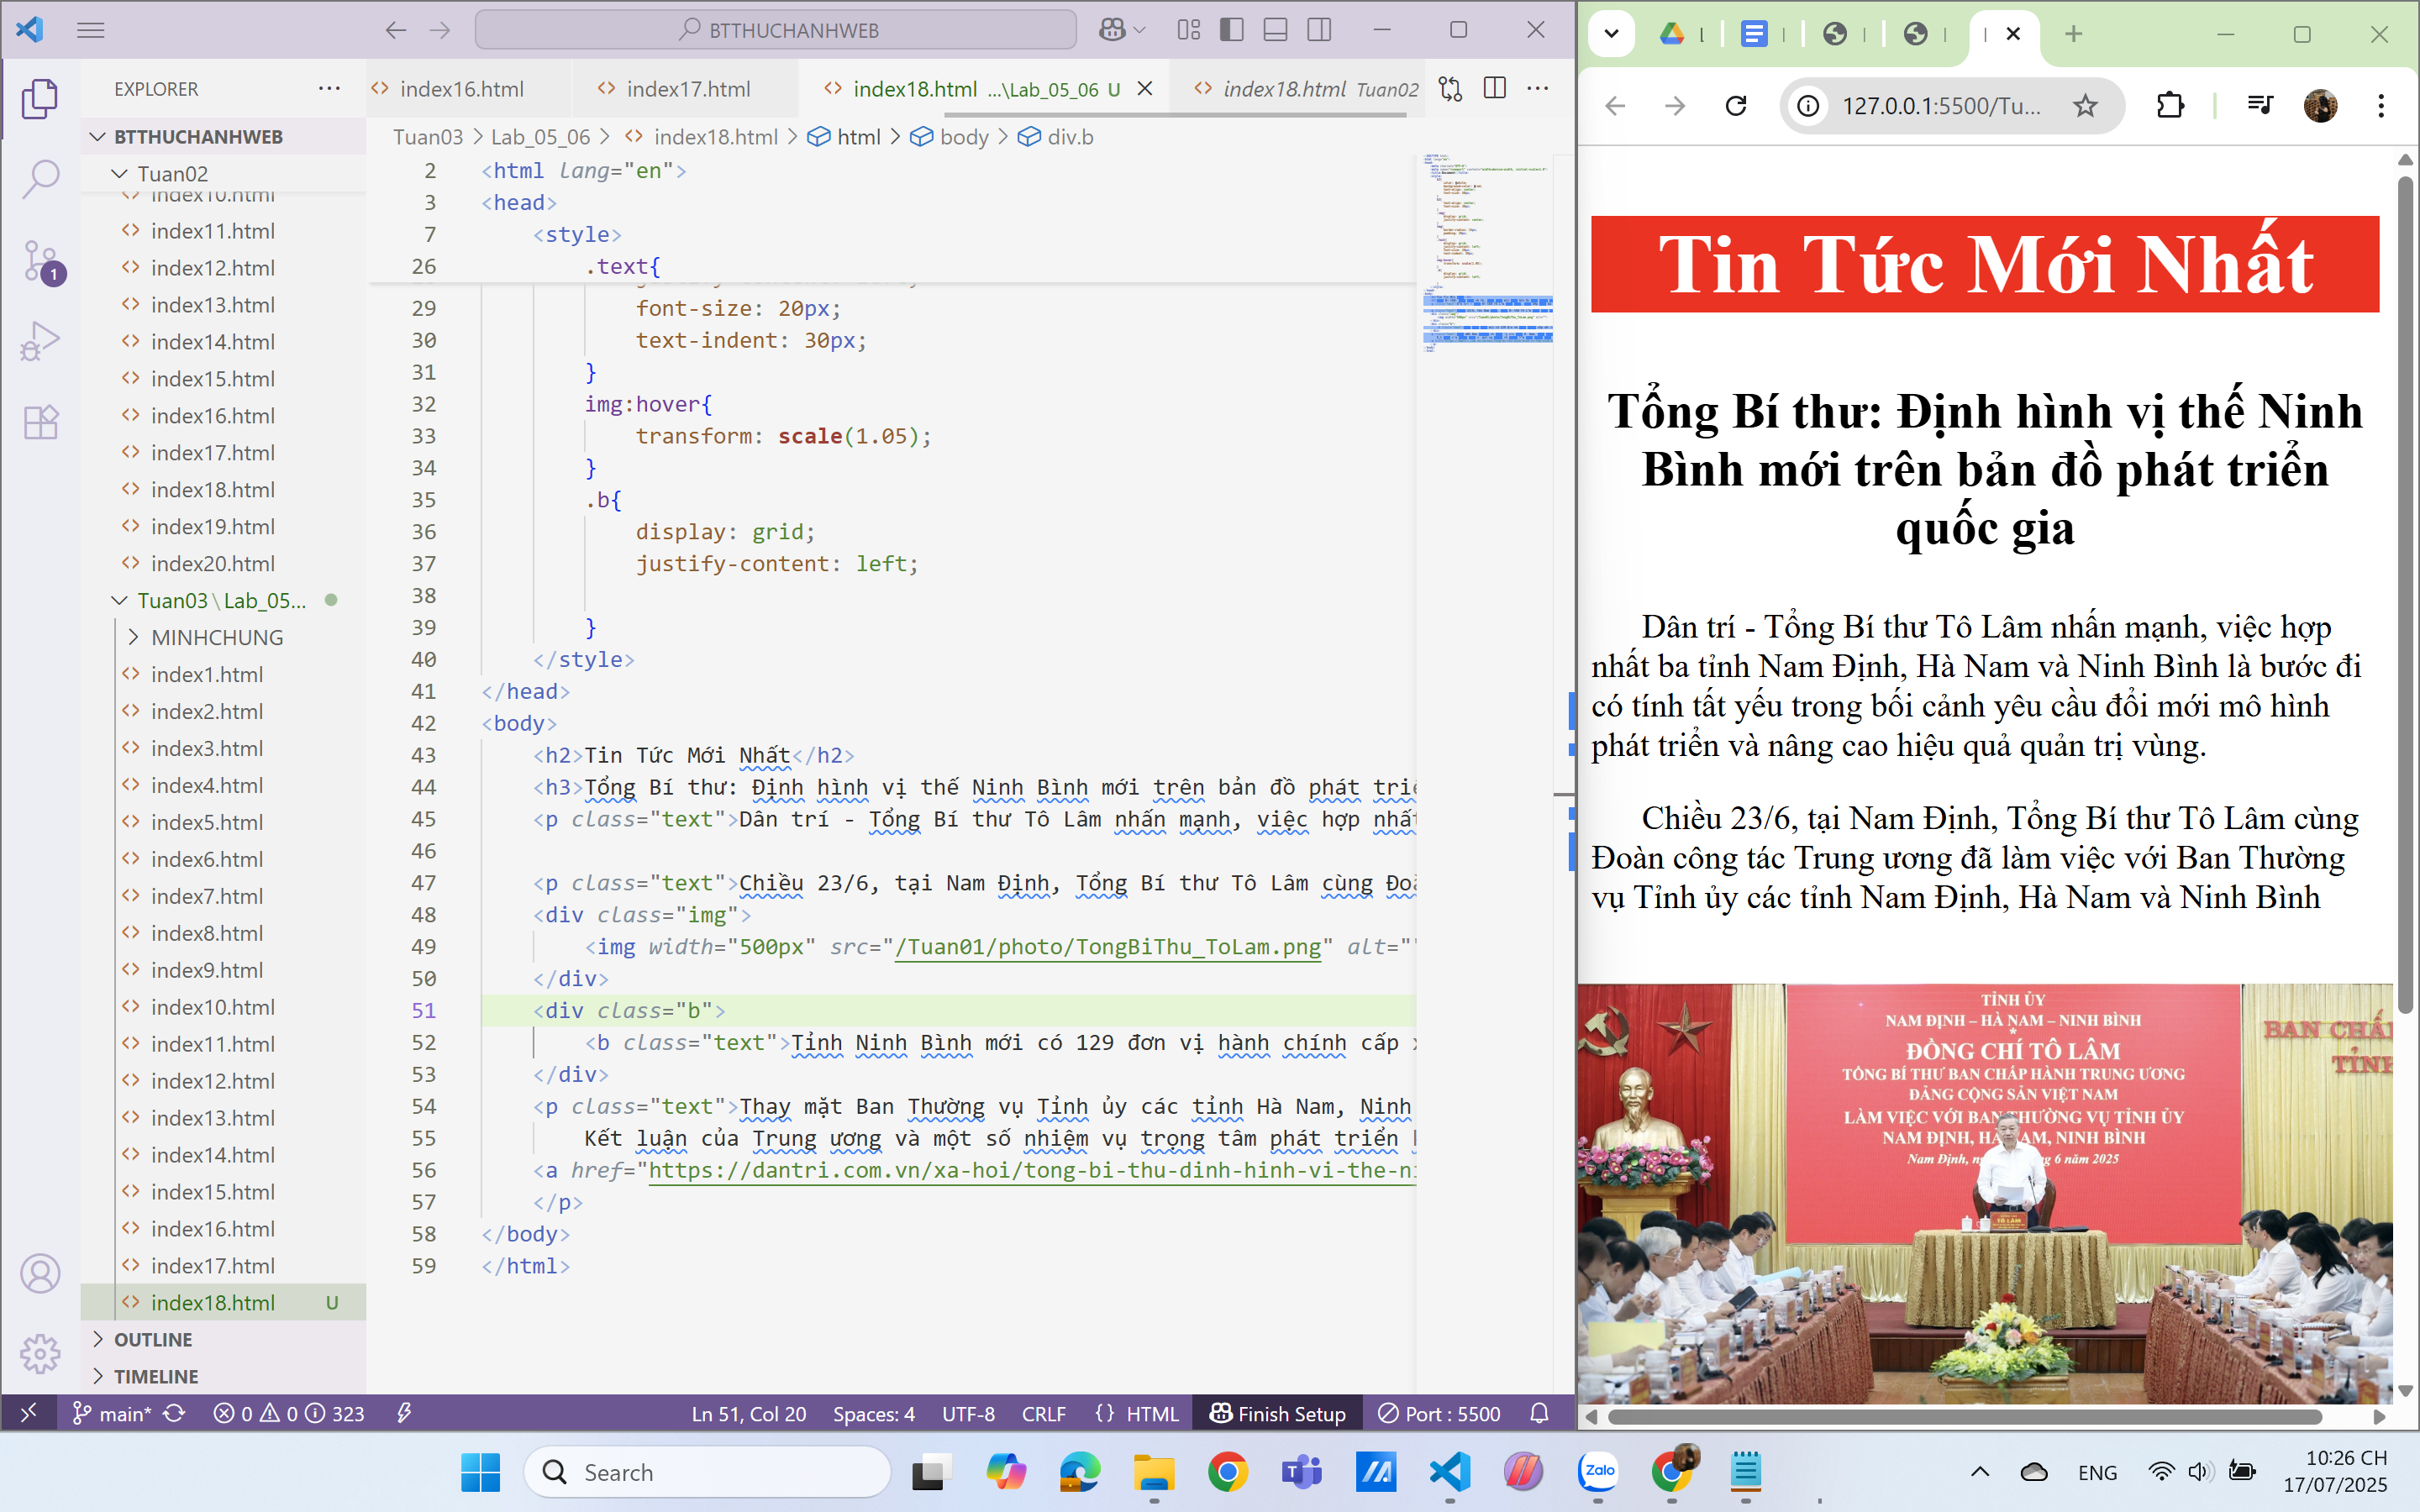 BTTHUCHANHWEB
EXPLORER
index16.html
index17.html
index18.html ...\Lab_05_06 U
index18.html Tuan02
BTTHUCHANHWEB
Tuan02
index10.html
index11.html
index12.html
index13.html
index14.html
index15.html
index16.html
index17.html
index18.html
index19.html
index20.html
Tuan03\Lab_05...
MINHCHUNG
index1.html
index2.html
index3.html
index4.html
index5.html
index6.html
index7.html
index8.html
index9.html
index10.html
index11.html
index12.html
index13.html
index14.html
index15.html
index16.html
index17.html
index18.html U
OUTLINE
TIMELINE
1
Tuan03 > Lab_05_06 > index18.html > html > body > div.b
2 <html lang="en">
3 <head>
7 <style>
26 .text{
29 font-size: 20px;
30 text-indent: 30px;
31 }
32 img:hover{
33 transform: scale(1.05);
34 }
35 .b{
36 display: grid;
37 justify-content: left;
38
39 }
40 </style>
41 </head>
42 <body>
43 <h2>Tin Tức Mới Nhất</h2>
44 <h3>Tổng Bí thư: Định hình vị thế Ninh Bình mới trên bản đồ phát
45 <p class="text">Dân trí - Tổng Bí thư Tô Lâm nhấn mạnh, việc hợp nhất
46
47 <p class="text">Chiều 23/6, tại Nam Định, Tổng Bí thư Tô Lâm cùng
48 <div class="img">
49 <img width="500px" src="/Tuan01/photo/TongBiThu_ToLam.png" alt="
50 </div>
51 <div class="b">
52 <b class="text">Tỉnh Ninh Bình mới có 129 đơn vị hành chính cấp
53 </div>
54 <p class="text">Thay mặt Ban Thường vụ Tỉnh ủy các tỉnh Hà Nam, Ninh
55 Kết luận của Trung ương và một số nhiệm vụ trọng tâm phát triển
56 <a href="https://dantri.com.vn/xa-hoi/tong-bi-thu-dinh-hinh-vi-the-ni
57 </p>
58 </body>
59 </html>
main* 0 0 323
Ln 51, Col 20 Spaces: 4 UTF-8 CRLF {} HTML Finish Setup Port : 5500
127.0.0.1:5500/Tu...
Tin Tức Mới Nhất
Tổng Bí thư: Định hình vị thế Ninh
Bình mới trên bản đồ phát triển
quốc gia
Dân trí - Tổng Bí thư Tô Lâm nhấn mạnh, việc hợp
nhất ba tỉnh Nam Định, Hà Nam và Ninh Bình là bước đi
có tính tất yếu trong bối cảnh yêu cầu đổi mới mô hình
phát triển và nâng cao hiệu quả quản trị vùng.
Chiều 23/6, tại Nam Định, Tổng Bí thư Tô Lâm cùng
Đoàn công tác Trung ương đã làm việc với Ban Thường
vụ Tỉnh ủy các tỉnh Nam Định, Hà Nam và Ninh Bình
TỈNH ỦY
NAM ĐỊNH – HÀ NAM – NINH BÌNH
*
ĐỒNG CHÍ TÔ LÂM
TỔNG BÍ THƯ BAN CHẤP HÀNH TRUNG ƯƠNG
ĐẢNG CỘNG SẢN VIỆT NAM
LÀM VIỆC VỚI BAN THƯỜNG VỤ TỈNH ỦY
NAM ĐỊNH, HÀ NAM, NINH BÌNH
Nam Định, 6 năm 2025
BAN
TỈNH
TÔ LÂM
Search
Zalo
ENG
10:26 CH
17/07/2025